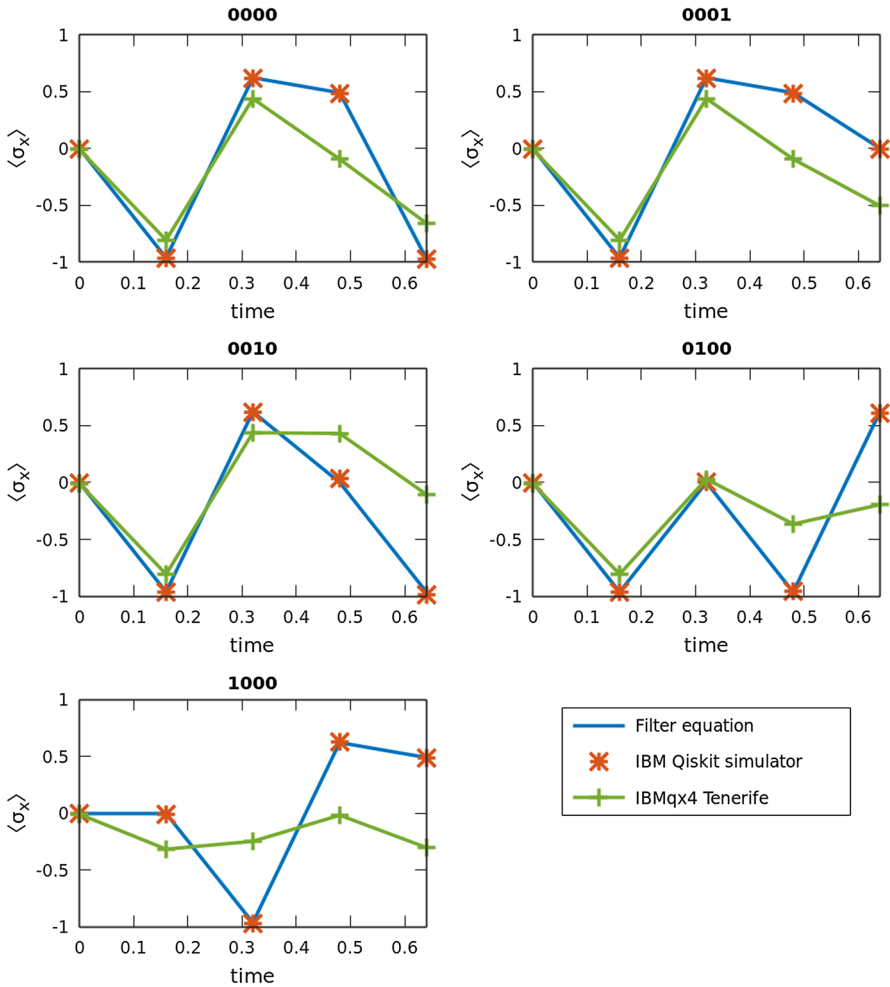 0000
1
0.5
0
-0.5
-1
⟨σx⟩
0 0.1 0.2 0.3 0.4 0.5 0.6
time
0001
1
0.5
0
-0.5
-1
⟨σx⟩
0 0.1 0.2 0.3 0.4 0.5 0.6
time
0010
1
0.5
0
-0.5
-1
⟨σx⟩
0 0.1 0.2 0.3 0.4 0.5 0.6
time
0100
1
0.5
0
-0.5
-1
⟨σx⟩
0 0.1 0.2 0.3 0.4 0.5 0.6
time
1000
1
0.5
0
-0.5
-1
⟨σx⟩
0 0.1 0.2 0.3 0.4 0.5 0.6
time
Filter equation
IBM Qiskit simulator
IBMqx4 Tenerife